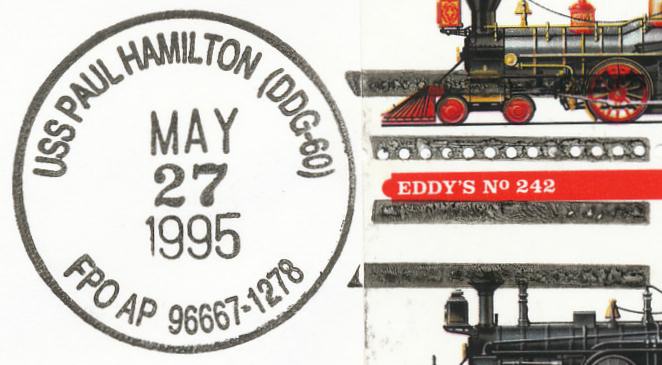 USS PAUL HAMILTON (DDG-60)
MAY
27
1995
FPO AP 96667-1278
EDDY'S Nº 242